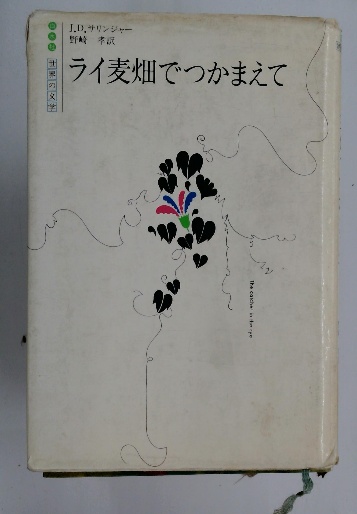 J.D.サリンジャー
野崎 孝訳
ライ麦畑でつかまえて
世界の文学
the catcher in the rye